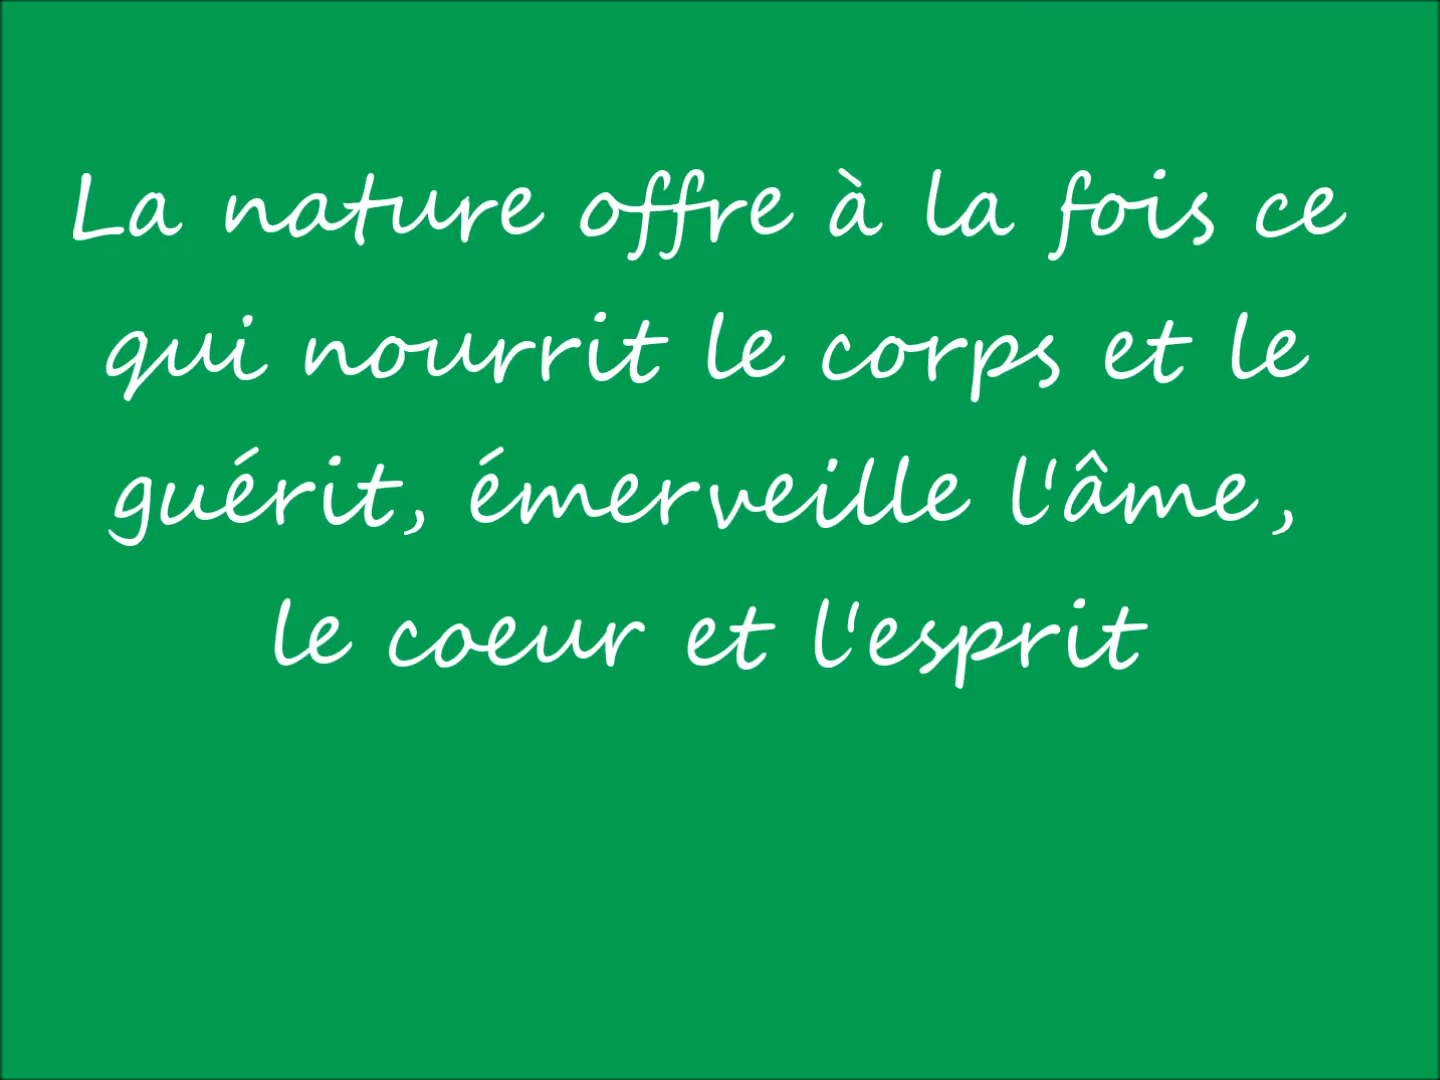 La nature offre à la fois ce
qui nourrit le corps et le
guérit, émerveille l'âme,
le coeur et l'esprit